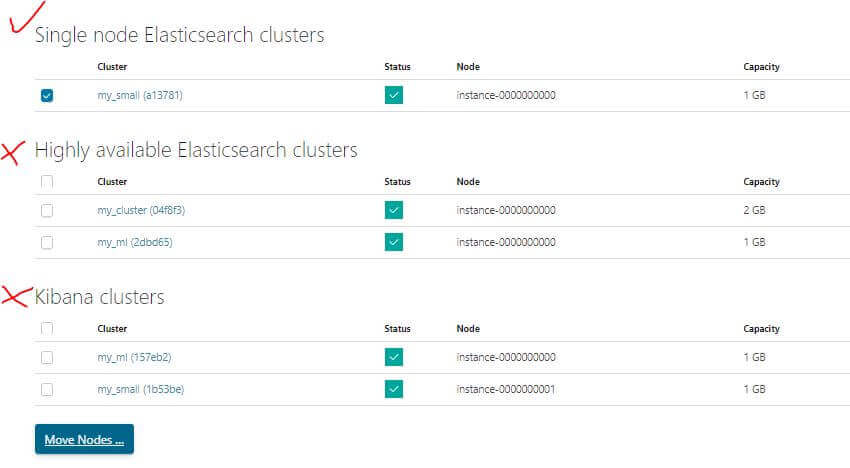 Single node Elasticsearch clusters
Cluster Status Node Capacity
my_small (a13781) instance-0000000000 1 GB
Highly available Elasticsearch clusters
Cluster Status Node Capacity
my_cluster (04f8f3) instance-0000000000 2 GB
my_ml (2dbd65) instance-0000000000 1 GB
Kibana clusters
Cluster Status Node Capacity
my_ml (157eb2) instance-0000000000 1 GB
my_small (1b53be) instance-0000000001 1 GB
Move Nodes ...